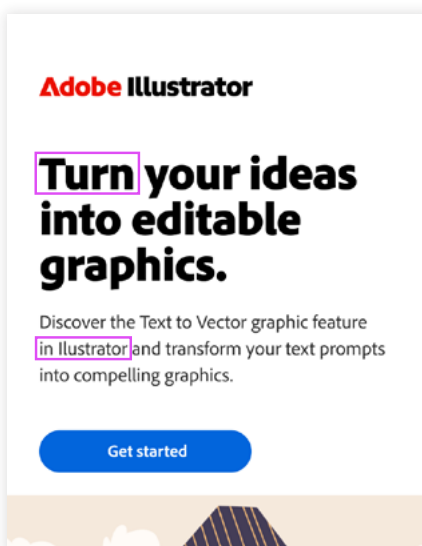 Adobe Illustrator
Turn your ideas
into editable
graphics.
Discover the Text to Vector graphic feature
in Ilustrator and transform your text prompts
into compelling graphics.
Get started